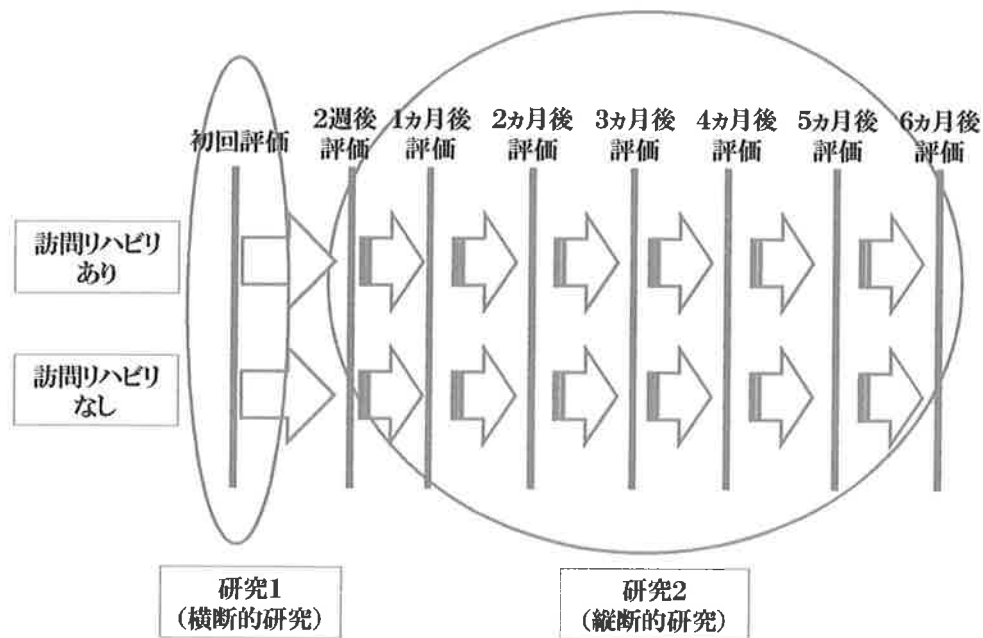 初回評価
2週後
評価
1ヵ月後
評価
2ヵ月後
評価
3ヵ月後
評価
4ヵ月後
評価
5ヵ月後
評価
6ヵ月後
評価
訪問リハビリ
あり
訪問リハビリ
なし
研究1
(横断的研究)
研究2
(縦断的研究)